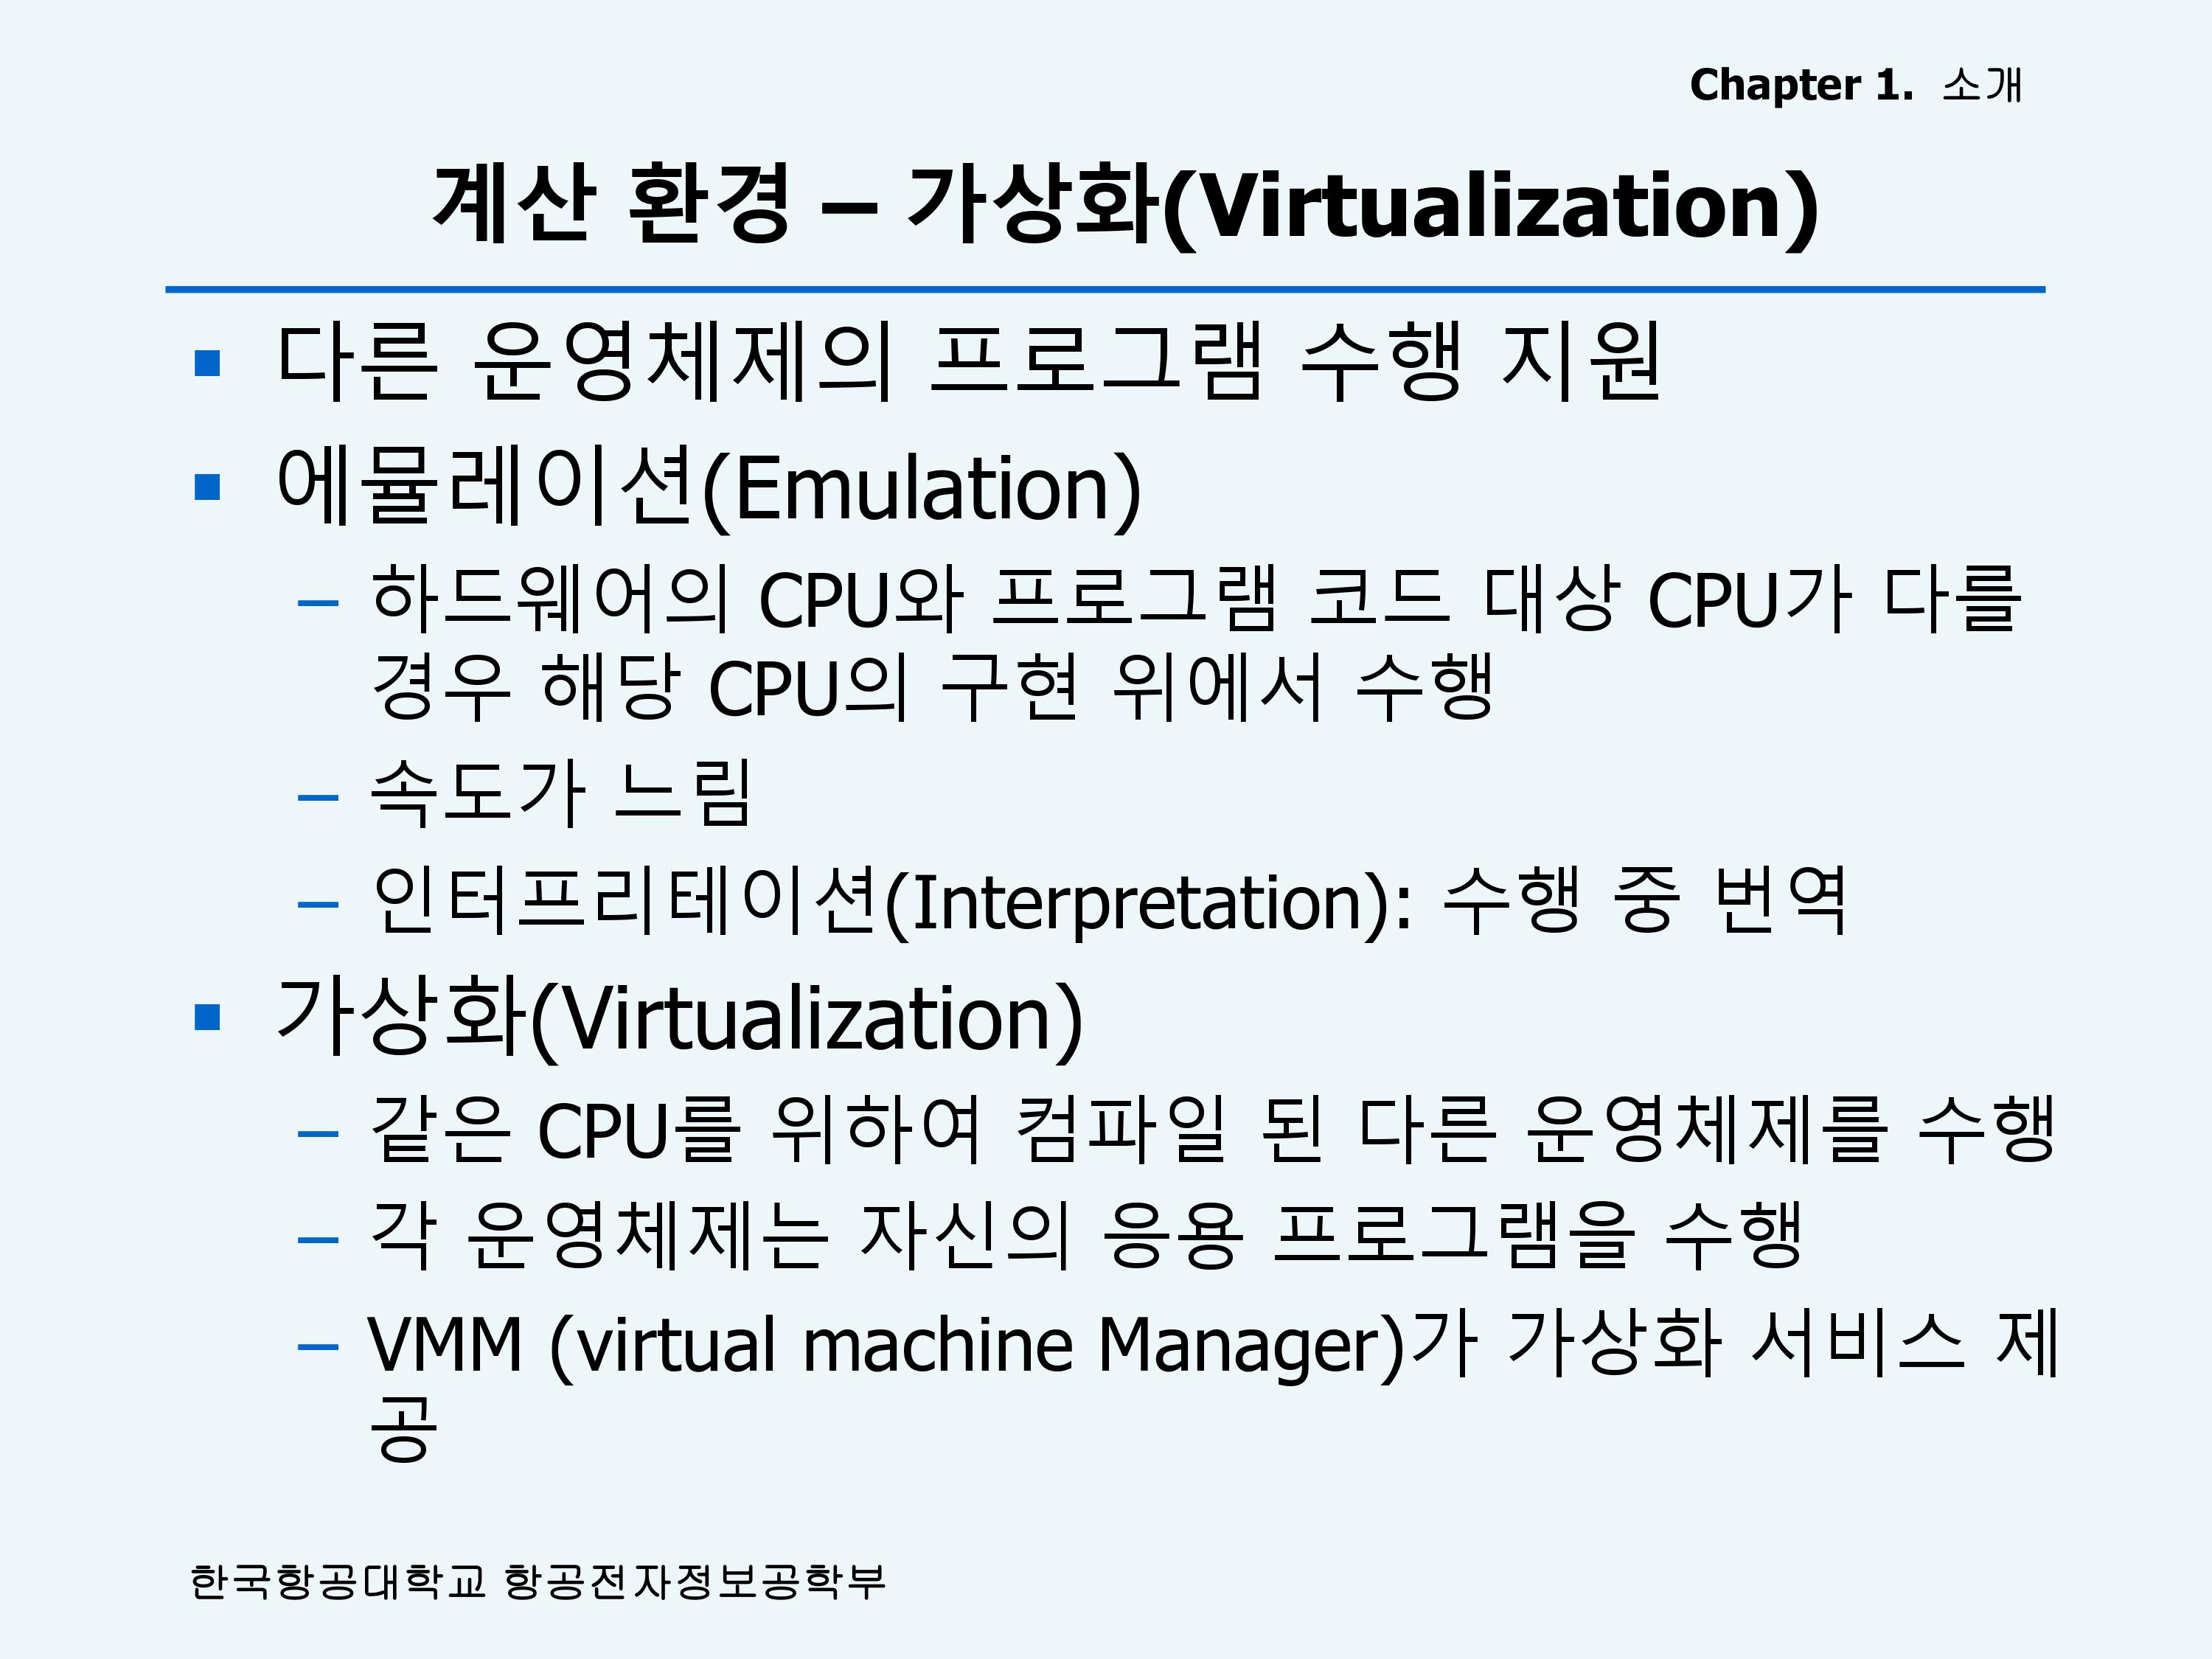 Chapter 1. 소개
계산 환경 – 가상화(Virtualization)
▪ 다른 운영체제의 프로그램 수행 지원
▪ 에뮬레이션(Emulation)
– 하드웨어의 CPU와 프로그램 코드 대상 CPU가 다를
경우 해당 CPU의 구현 위에서 수행
– 속도가 느림
– 인터프리테이션(Interpretation): 수행 중 번역
▪ 가상화(Virtualization)
– 같은 CPU를 위하여 컴파일 된 다른 운영체제를 수행
– 각 운영체제는 자신의 응용 프로그램을 수행
– VMM (virtual machine Manager)가 가상화 서비스 제
공
한국항공대학교 항공전자정보공학부